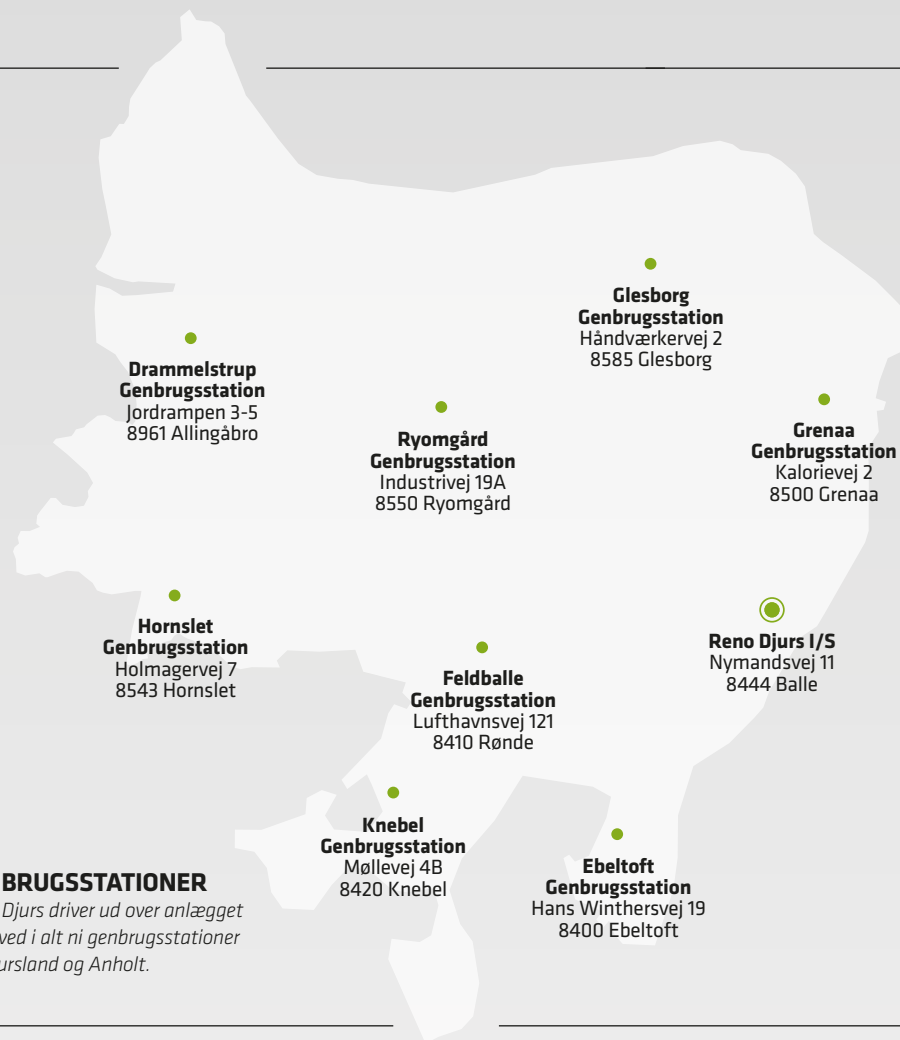 Glesborg
Genbrugsstation
Håndværkervej 2
8585 Glesborg
Drammelstrup
Genbrugsstation
Jordrampen 3-5
8961 Allingåbro
Ryomgård
Genbrugsstation
Industrivej 19A
8550 Ryomgård
Grenaa
Genbrugsstation
Kalorievej 2
8500 Grenaa
Hornslet
Genbrugsstation
Holmagervej 7
8543 Hornslet
Reno Djurs I/S
Nymandsvej 11
8444 Balle
Feldballe
Genbrugsstation
Lufthavnsvej 121
8410 Rønde
Knebel
Genbrugsstation
Møllevej 4B
8420 Knebel
Ebeltoft
Genbrugsstation
Hans Winthersvej 19
8400 Ebeltoft
BRUGSSTATIONER
Djurs driver ud over anlægget
ved i alt ni genbrugsstationer
ursland og Anholt.